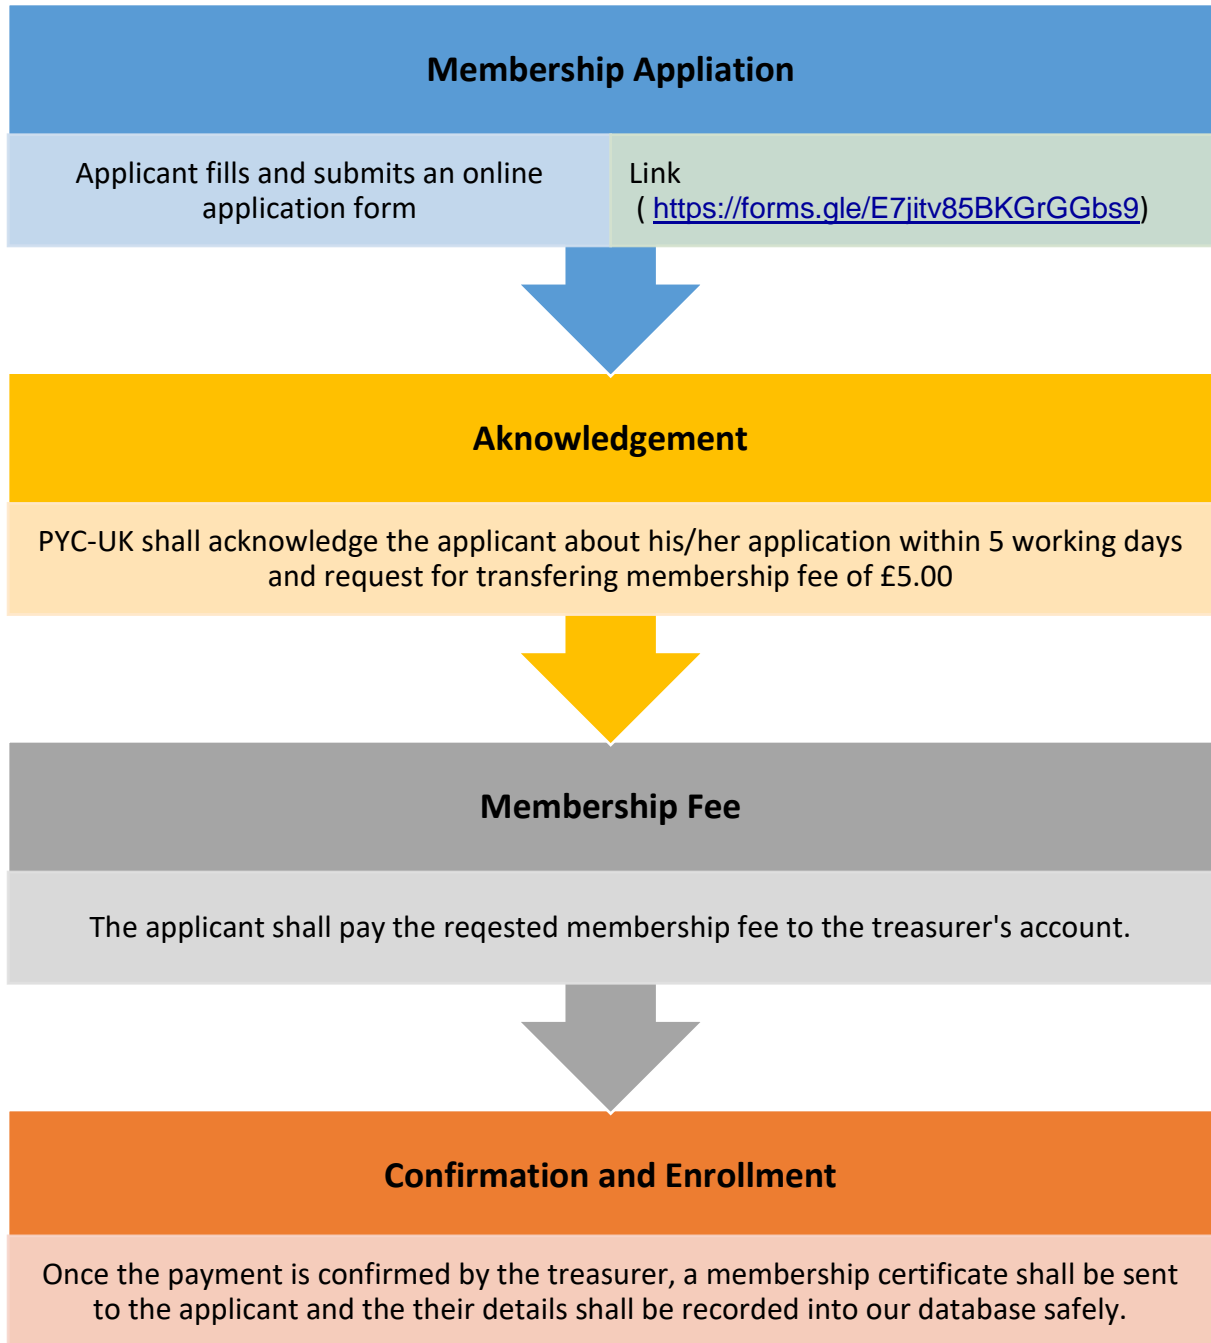 Membership Appliation
Applicant fills and submits an online
application form
Link
( https://forms.gle/E7jitv85BKGrGGbs9)
Aknowledgement
PYC-UK shall acknowledge the applicant about his/her application within 5 working days
and request for transfering membership fee of £5.00
Membership Fee
The applicant shall pay the reqested membership fee to the treasurer's account.
Confirmation and Enrollment
Once the payment is confirmed by the treasurer, a membership certificate shall be sent
to the applicant and the their details shall be recorded into our database safely.